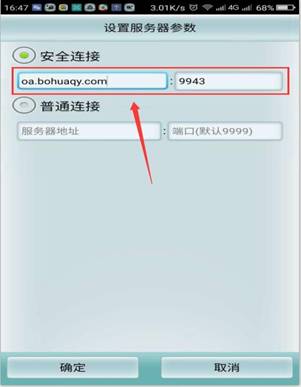 16:47 3.01K/s 4G 68%
设置服务器参数
安全连接
oa.bohuaqy.com : 9943
普通连接
服务器地址 : 端口(默认9999)
确定 取消